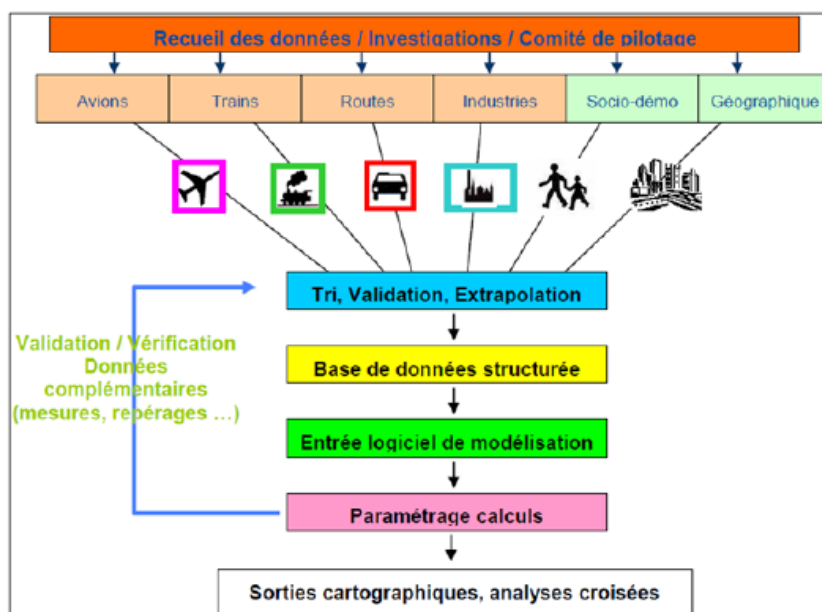 Recueil des données / Investigations / Comité de pilotage
Avions
Trains
Routes
Industries
Socio-démo
Géographique
Tri, Validation, Extrapolation
Validation / Vérification
Données
complémentaires
(mesures, repérages ...)
Base de données structurée
Entrée logiciel de modélisation
Paramétrage calculs
Sorties cartographiques, analyses croisées